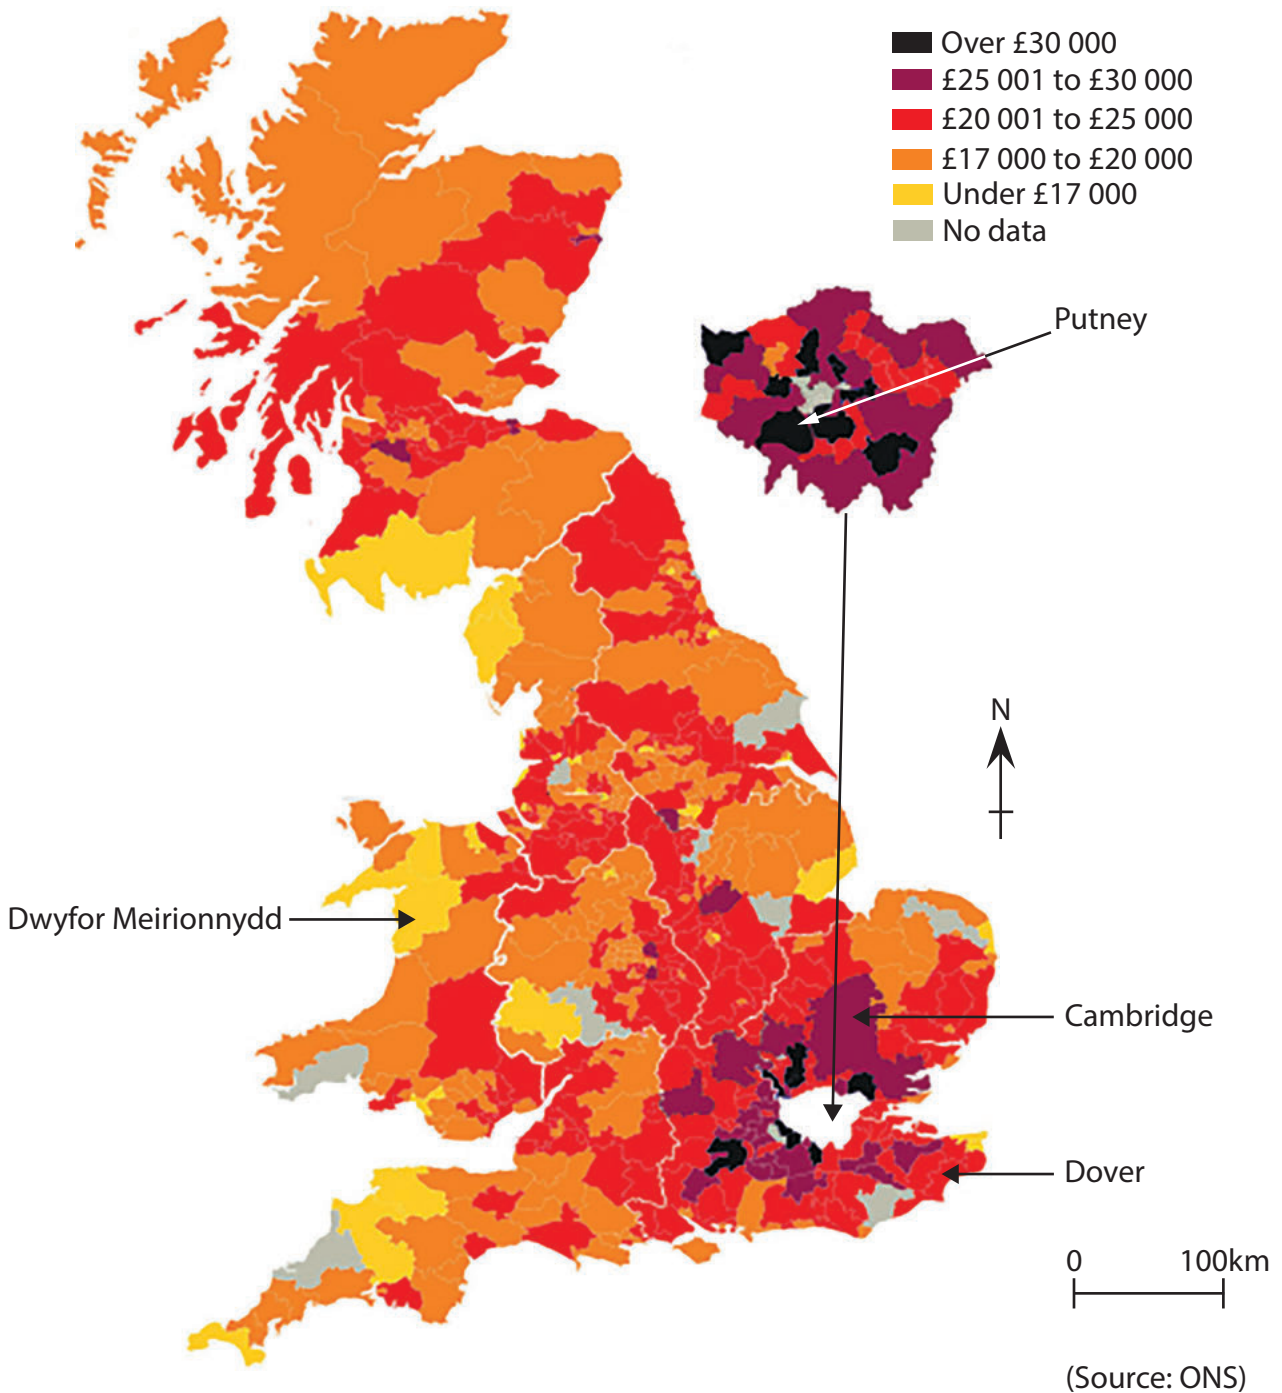 Over £30 000
£25 001 to £30 000
£20 001 to £25 000
£17 000 to £20 000
Under £17 000
No data
Putney
N
Dwyfor Meirionnydd
Cambridge
Dover
0 100km
(Source: ONS)